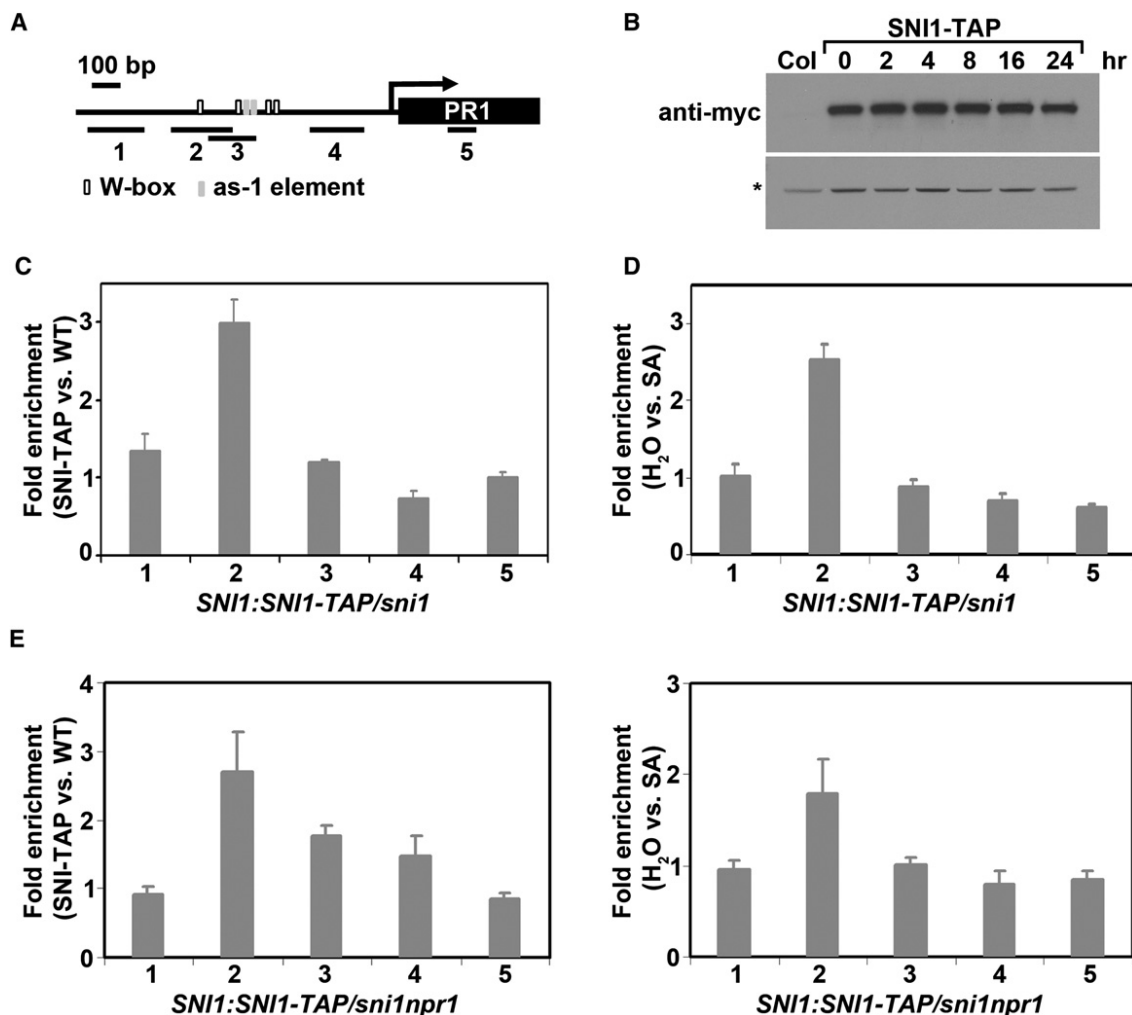 A
100 bp
PR1
1 2 3 4 5
W-box as-1 element
B
SNI1-TAP
Col 0 2 4 8 16 24 hr
anti-myc
*
C
Fold enrichment
(SNI-TAP vs. WT)
3
2
1
0
1 2 3 4 5
SNI1:SNI1-TAP/sni1
D
Fold enrichment
(H₂O vs. SA)
3
2
1
0
1 2 3 4 5
SNI1:SNI1-TAP/sni1
E
Fold enrichment
(SNI-TAP vs. WT)
4
3
2
1
0
1 2 3 4 5
SNI1:SNI1-TAP/sni1npr1
Fold enrichment
(H₂O vs. SA)
3
2
1
0
1 2 3 4 5
SNI1:SNI1-TAP/sni1npr1